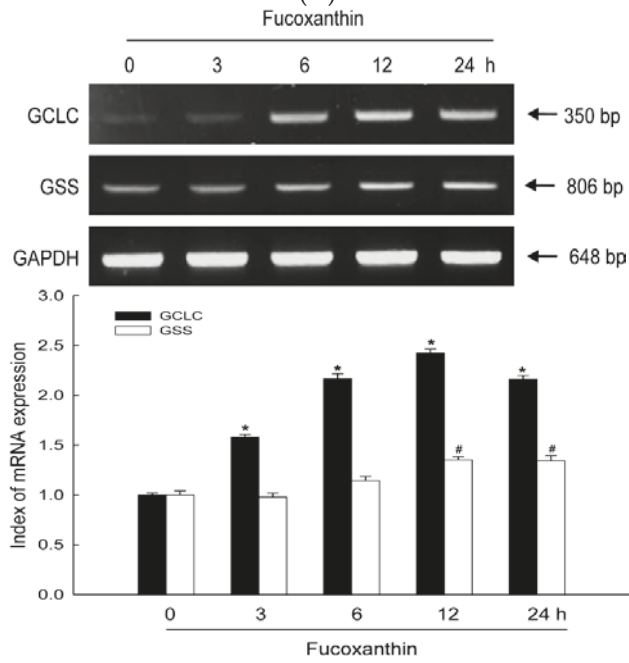 Fucoxanthin
0 3 6 12 24 h
GCLC ← 350 bp
GSS ← 806 bp
GAPDH ← 648 bp
3.0
2.5
2.0
1.5
1.0
0.5
0.0
Index of mRNA expression
GCLC
GSS
* * * *
# #
0 3 6 12 24 h
Fucoxanthin